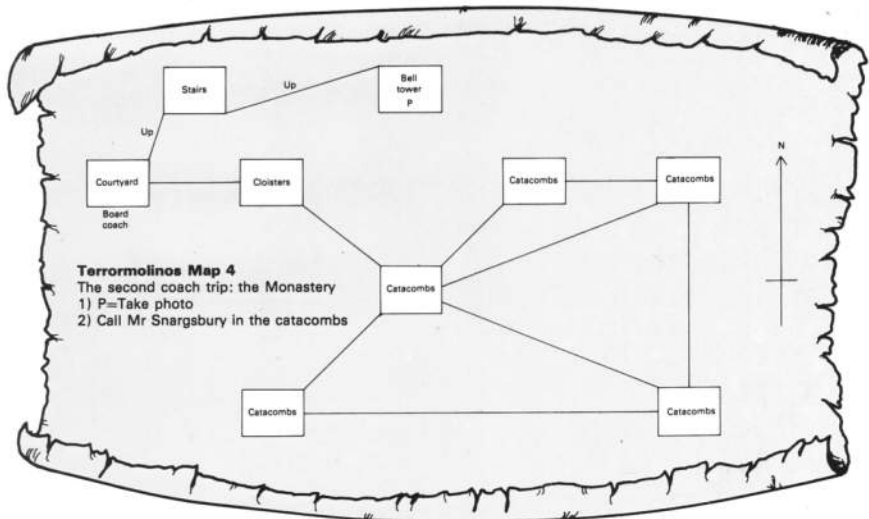 Stairs
Up
Bell
tower
P
Up
N
Courtyard
Cloisters
Catacombs
Catacombs
Board
coach
Terrormolinos Map 4
The second coach trip: the Monastery
1) P=Take photo
2) Call Mr Snargsbury in the catacombs
Catacombs
Catacombs
Catacombs